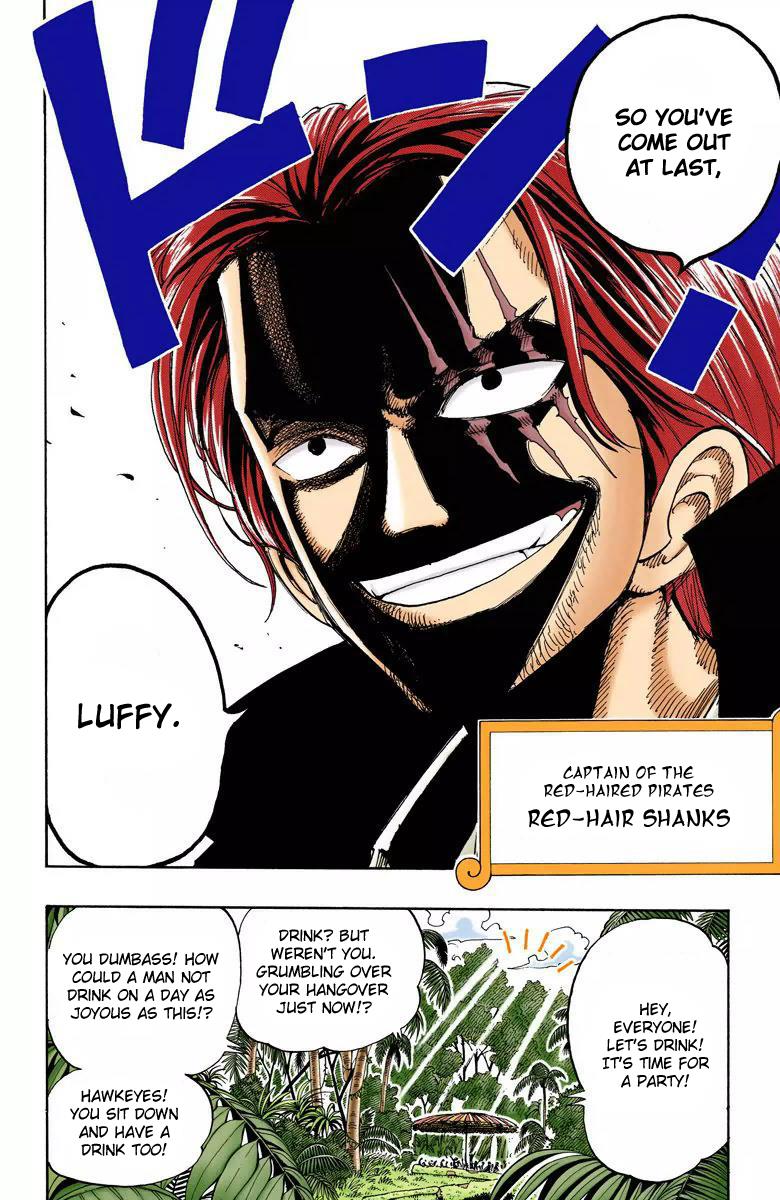 ドン!!
SO YOU'VE
COME OUT
AT LAST,
LUFFY.
CAPTAIN OF THE
RED-HAIRED PIRATES
RED-HAIR SHANKS
HEY,
EVERYONE!
LET'S DRINK!
IT'S TIME FOR
A PARTY!
DRINK? BUT
WEREN'T YOU.
GRUMBLING OVER
YOUR HANGOVER
JUST NOW!?
YOU DUMBASS! HOW
COULD A MAN NOT
DRINK ON A DAY AS
JOYOUS AS THIS!?
HAWKEYES!
YOU SIT DOWN
AND HAVE A
DRINK TOO!